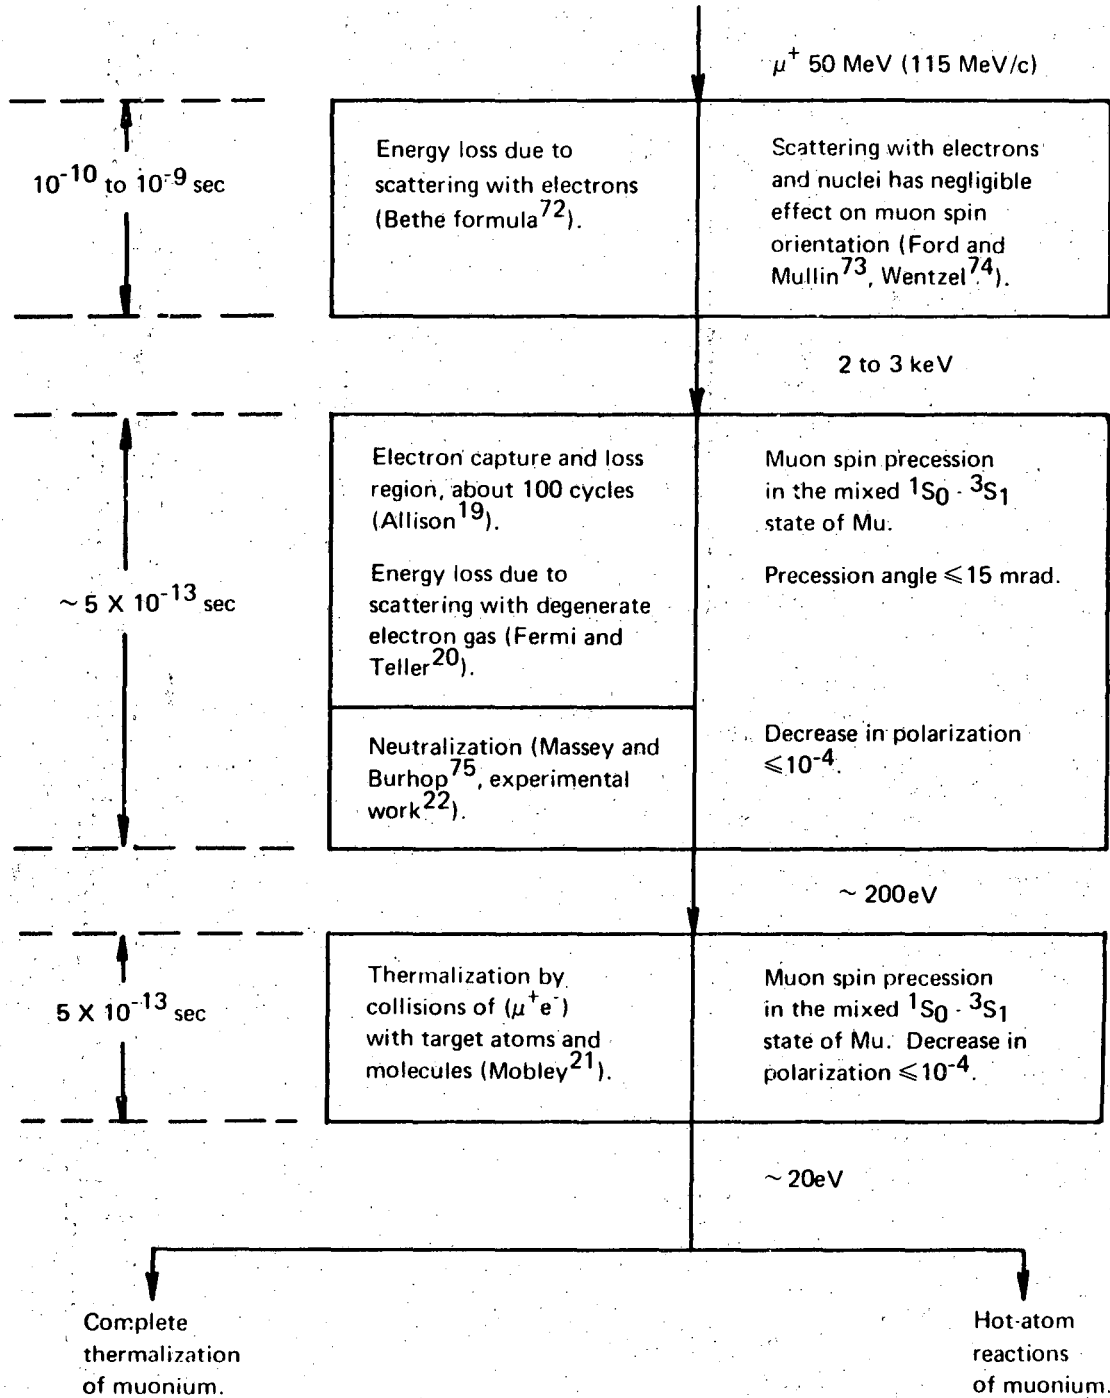 μ⁺ 50 MeV (115 MeV/c)
10⁻¹⁰ to 10⁻⁹ sec
Energy loss due to
scattering with electrons
(Bethe formula⁷²).
Scattering with electrons
and nuclei has negligible
effect on muon spin
orientation (Ford and
Mullin⁷³, Wentzel⁷⁴).
2 to 3 keV
~ 5 X 10⁻¹³ sec
Electron capture and loss
region, about 100 cycles
(Allison¹⁹).
Energy loss due to
scattering with degenerate
electron gas (Fermi and
Teller²⁰).
Neutralization (Massey and
Burhop⁷⁵, experimental
work²²).
Muon spin precession
in the mixed ¹S₀ - ³S₁
state of Mu.
Precession angle ⩽ 15 mrad.
Decrease in polarization
⩽10⁻⁴.
~ 200eV
5 X 10⁻¹³ sec
Thermalization by
collisions of (μ⁺e⁻)
with target atoms and
molecules (Mobley²¹).
Muon spin precession
in the mixed ¹S₀ - ³S₁
state of Mu. Decrease in
polarization ⩽10⁻⁴.
~ 20eV
Complete
thermalization
of muonium.
Hot-atom
reactions
of muonium.